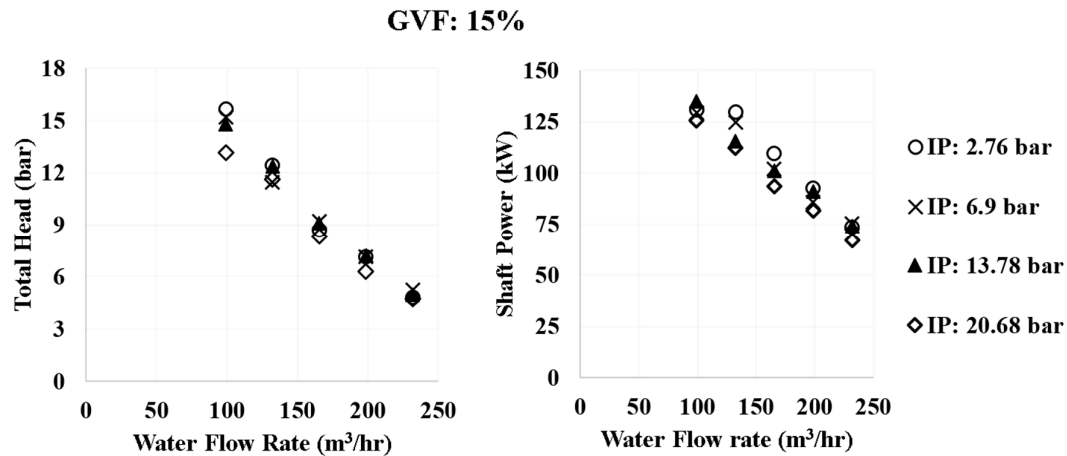 GVF: 15%
Total Head (bar)
18
15
12
9
6
3
0
0 50 100 150 200 250
Water Flow Rate (m³/hr)
Shaft Power (kW)
150
125
100
75
50
25
0
0 50 100 150 200 250
Water Flow rate (m³/hr)
IP: 2.76 bar
IP: 6.9 bar
IP: 13.78 bar
IP: 20.68 bar